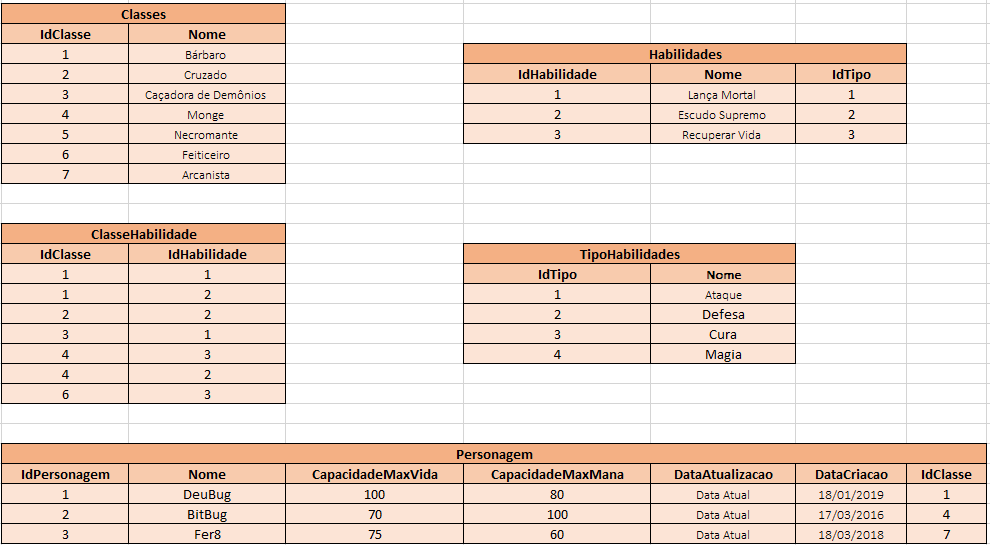 Classes
IdClasse Nome
1 Bárbaro
2 Cruzado
3 Caçadora de Demônios
4 Monge
5 Necromante
6 Feiticeiro
7 Arcanista
Habilidades
IdHabilidade Nome IdTipo
1 Lança Mortal 1
2 Escudo Supremo 2
3 Recuperar Vida 3
ClasseHabilidade
IdClasse IdHabilidade
1 1
1 2
2 2
3 1
4 3
4 2
6 3
TipoHabilidades
IdTipo Nome
1 Ataque
2 Defesa
3 Cura
4 Magia
Personagem
IdPersonagem Nome CapacidadeMaxVida CapacidadeMaxMana DataAtualizacao DataCriacao IdClasse
1 DeuBug 100 80 Data Atual 18/01/2019 1
2 BitBug 70 100 Data Atual 17/03/2016 4
3 Fer8 75 60 Data Atual 18/03/2018 7